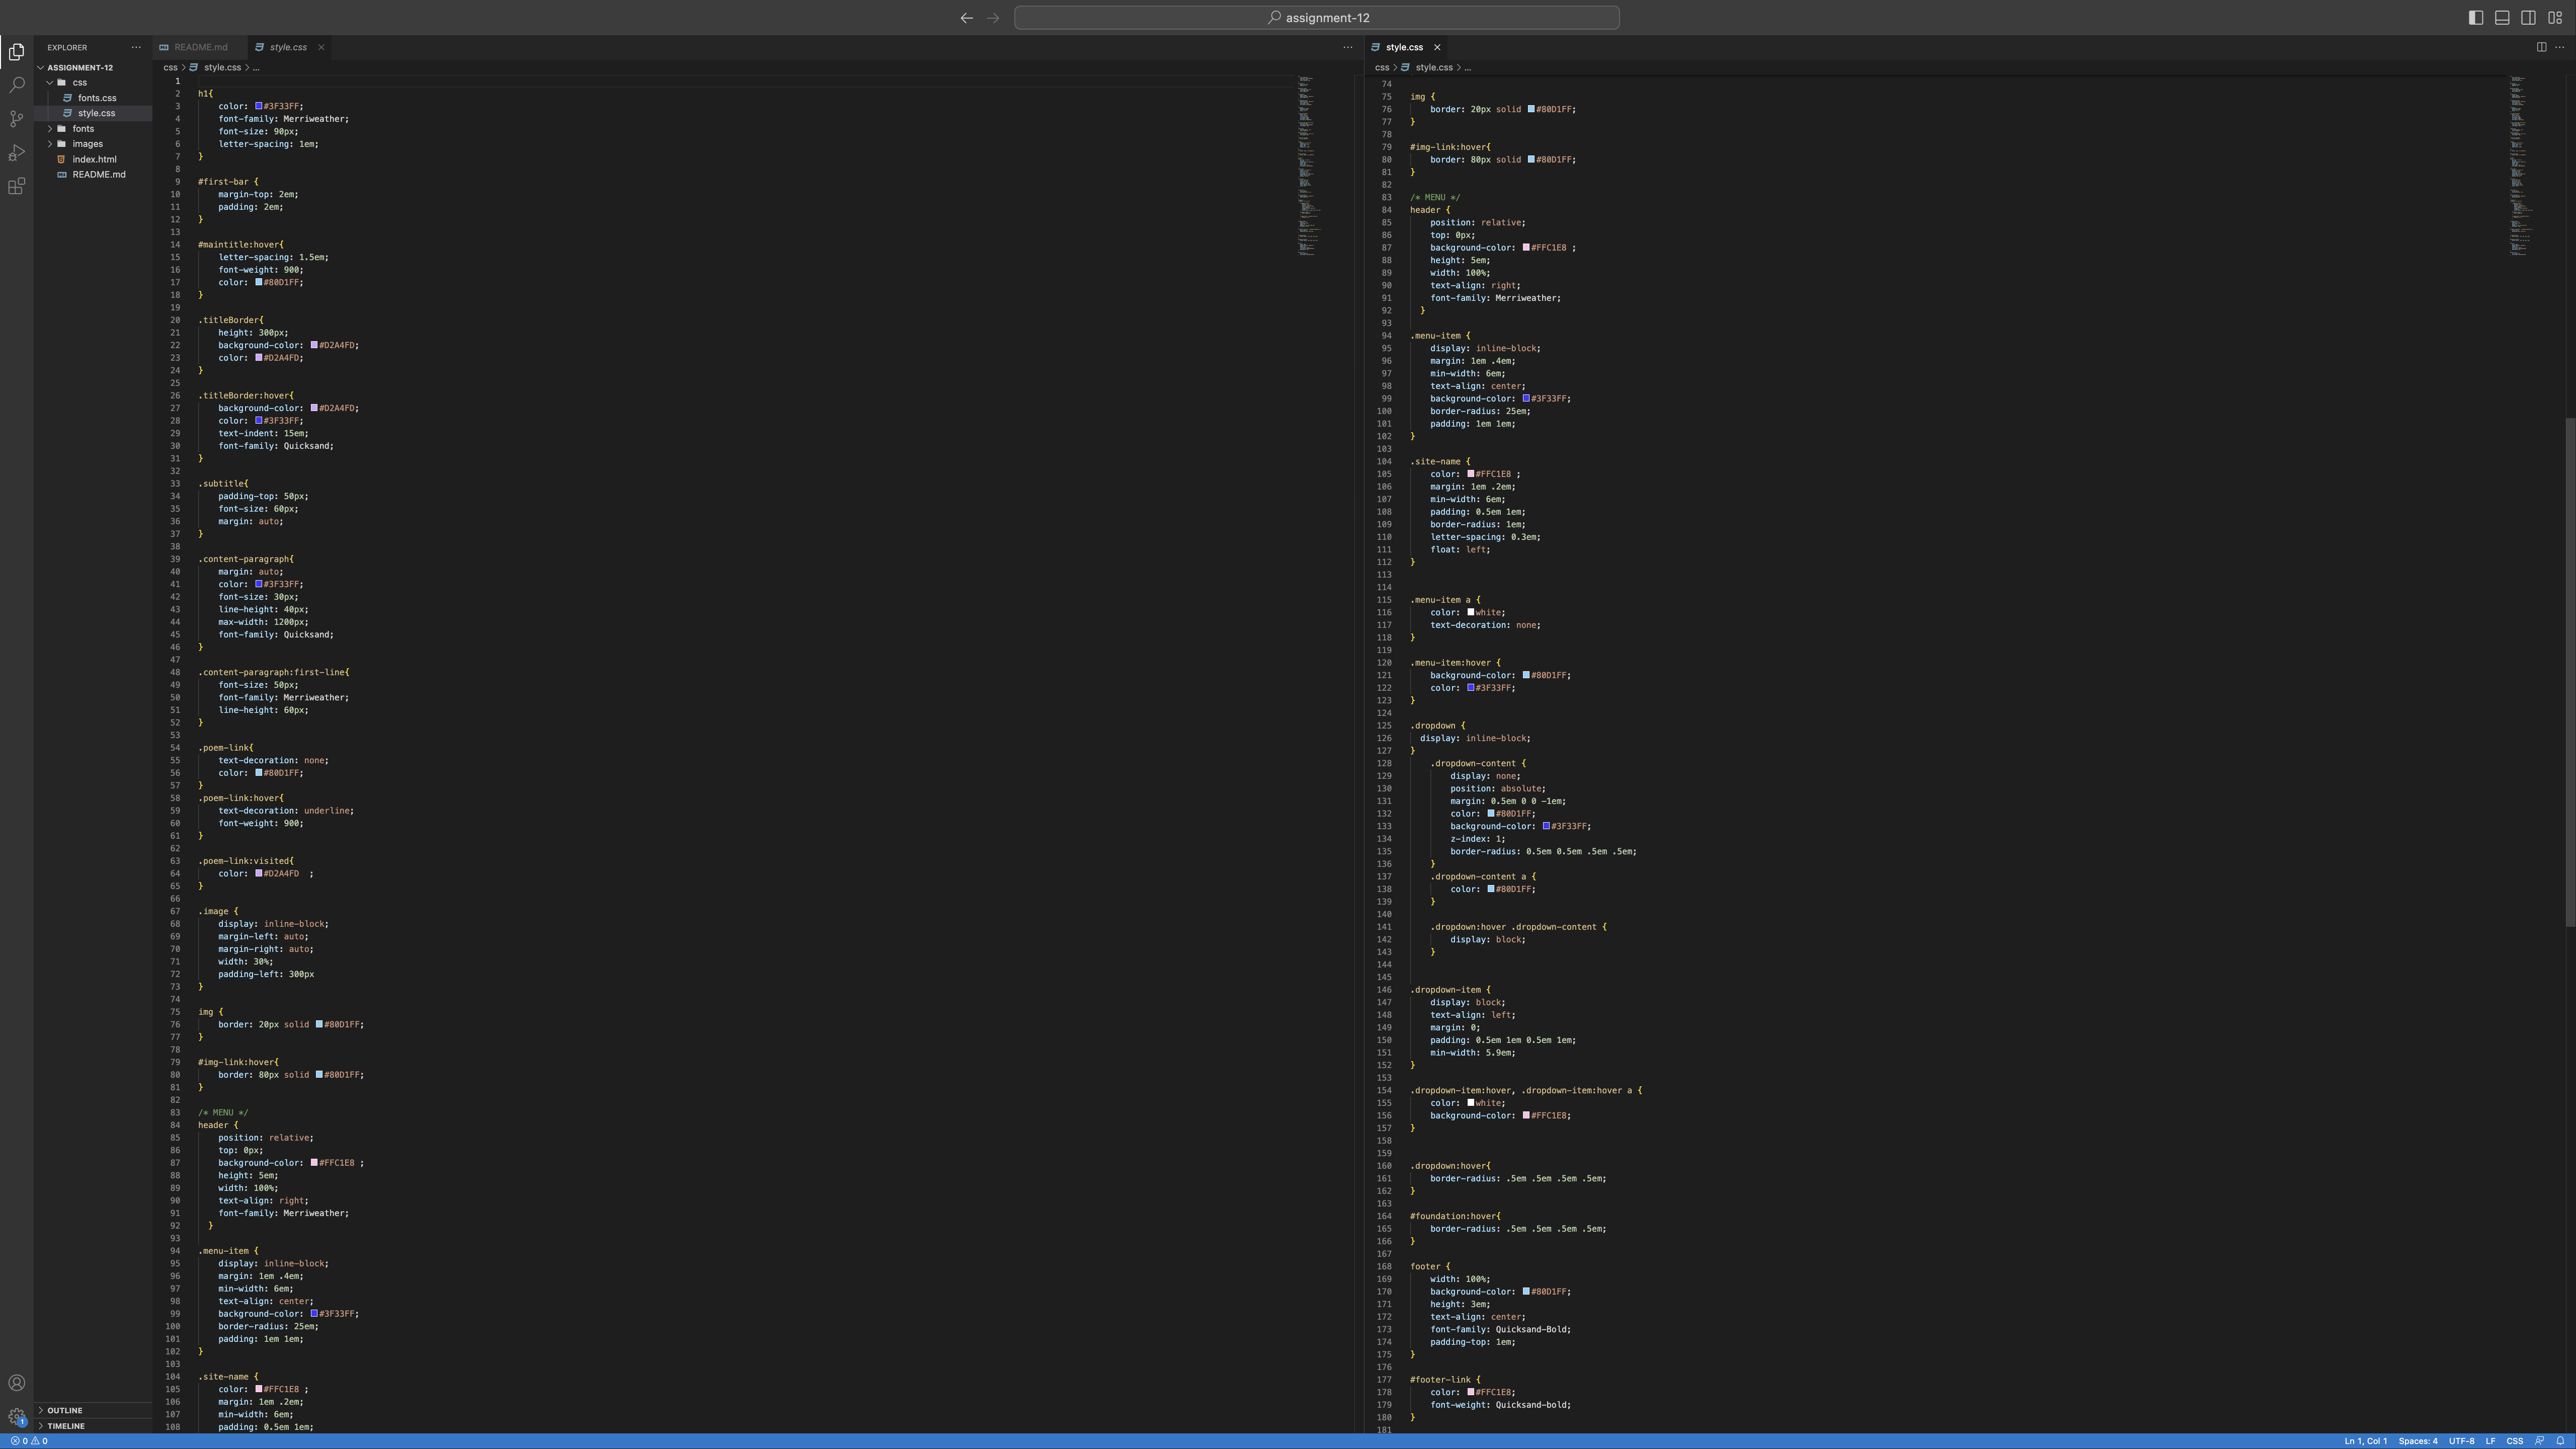 assignment-12
EXPLORER
ASSIGNMENT-12
css
fonts.css
style.css
fonts
images
index.html
README.md
OUTLINE
TIMELINE
README.md
style.css
css > style.css > ...
1
2 h1{
3 color: #3F33FF;
4 font-family: Merriweather;
5 font-size: 90px;
6 letter-spacing: 1em;
7 }
8
9 #first-bar {
10 margin-top: 2em;
11 padding: 2em;
12 }
13
14 #maintitle:hover{
15 letter-spacing: 1.5em;
16 font-weight: 900;
17 color: #80D1FF;
18 }
19
20 .titleBorder{
21 height: 300px;
22 background-color: #D2A4FD;
23 color: #D2A4FD;
24 }
25
26 .titleBorder:hover{
27 background-color: #D2A4FD;
28 color: #3F33FF;
29 text-indent: 15em;
30 font-family: Quicksand;
31 }
32
33 .subtitle{
34 padding-top: 50px;
35 font-size: 60px;
36 margin: auto;
37 }
38
39 .content-paragraph{
40 margin: auto;
41 color: #3F33FF;
42 font-size: 30px;
43 line-height: 40px;
44 max-width: 1200px;
45 font-family: Quicksand;
46 }
47
48 .content-paragraph:first-line{
49 font-size: 50px;
50 font-family: Merriweather;
51 line-height: 60px;
52 }
53
54 .poem-link{
55 text-decoration: none;
56 color: #80D1FF;
57 }
58 .poem-link:hover{
59 text-decoration: underline;
60 font-weight: 900;
61 }
62
63 .poem-link:visited{
64 color: #D2A4FD ;
65 }
66
67 .image {
68 display: inline-block;
69 margin-left: auto;
70 margin-right: auto;
71 width: 30%;
72 padding-left: 300px
73 }
74
75 img {
76 border: 20px solid #80D1FF;
77 }
78
79 #img-link:hover{
80 border: 80px solid #80D1FF;
81 }
82
83 /* MENU */
84 header {
85 position: relative;
86 top: 0px;
87 background-color: #FFC1E8 ;
88 height: 5em;
89 width: 100%;
90 text-align: right;
91 font-family: Merriweather;
92 }
93
94 .menu-item {
95 display: inline-block;
96 margin: 1em .4em;
97 min-width: 6em;
98 text-align: center;
99 background-color: #3F33FF;
100 border-radius: 25em;
101 padding: 1em 1em;
102 }
103
104 .site-name {
105 color: #FFC1E8 ;
106 margin: 1em .2em;
107 min-width: 6em;
108 padding: 0.5em 1em;
style.css
css > style.css > ...
74
75 img {
76 border: 20px solid #80D1FF;
77 }
78
79 #img-link:hover{
80 border: 80px solid #80D1FF;
81 }
82
83 /* MENU */
84 header {
85 position: relative;
86 top: 0px;
87 background-color: #FFC1E8 ;
88 height: 5em;
89 width: 100%;
90 text-align: right;
91 font-family: Merriweather;
92 }
93
94 .menu-item {
95 display: inline-block;
96 margin: 1em .4em;
97 min-width: 6em;
98 text-align: center;
99 background-color: #3F33FF;
100 border-radius: 25em;
101 padding: 1em 1em;
102 }
103
104 .site-name {
105 color: #FFC1E8 ;
106 margin: 1em .2em;
107 min-width: 6em;
108 padding: 0.5em 1em;
109 border-radius: 1em;
110 letter-spacing: 0.3em;
111 float: left;
112 }
113
114
115 .menu-item a {
116 color: white;
117 text-decoration: none;
118 }
119
120 .menu-item:hover {
121 background-color: #80D1FF;
122 color: #3F33FF;
123 }
124
125 .dropdown {
126 display: inline-block;
127 }
128 .dropdown-content {
129 display: none;
130 position: absolute;
131 margin: 0.5em 0 0 -1em;
132 color: #80D1FF;
133 background-color: #3F33FF;
134 z-index: 1;
135 border-radius: 0.5em 0.5em .5em .5em;
136 }
137 .dropdown-content a {
138 color: #80D1FF;
139 }
140
141 .dropdown:hover .dropdown-content {
142 display: block;
143 }
144
145
146 .dropdown-item {
147 display: block;
148 text-align: left;
149 margin: 0;
150 padding: 0.5em 1em 0.5em 1em;
151 min-width: 5.9em;
152 }
153
154 .dropdown-item:hover, .dropdown-item:hover a {
155 color: white;
156 background-color: #FFC1E8;
157 }
158
159
160 .dropdown:hover{
161 border-radius: .5em .5em .5em .5em;
162 }
163
164 #foundation:hover{
165 border-radius: .5em .5em .5em .5em;
166 }
167
168 footer {
169 width: 100%;
170 background-color: #80D1FF;
171 height: 3em;
172 text-align: center;
173 font-family: Quicksand-Bold;
174 padding-top: 1em;
175 }
176
177 #footer-link {
178 color: #FFC1E8;
179 font-weight: Quicksand-bold;
180 }
181
1
0 0
Ln 1, Col 1 Spaces: 4 UTF-8 LF CSS